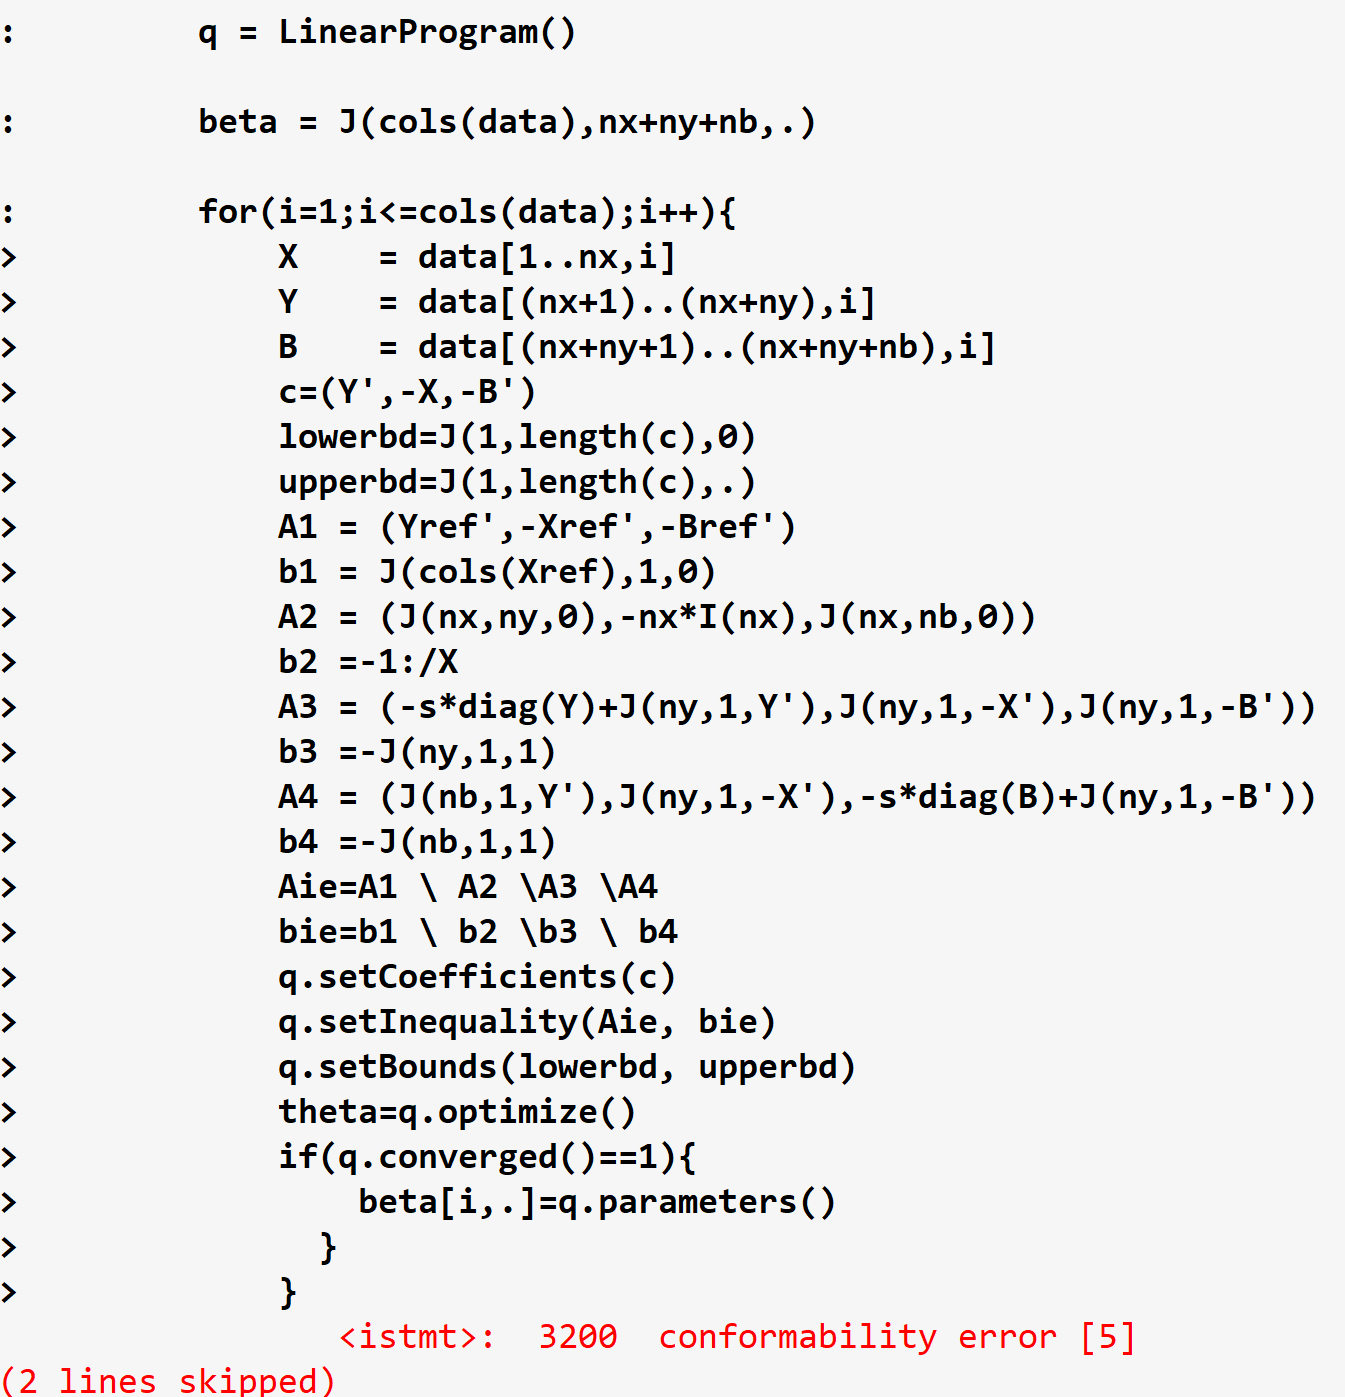 :         q = LinearProgram()
:         beta = J(cols(data),nx+ny+nb,.)
:         for(i=1;i<=cols(data);i++){
>             X    = data[1..nx,i]
>             Y    = data[(nx+1)..(nx+ny),i]
>             B    = data[(nx+ny+1)..(nx+ny+nb),i]
>             c=(Y',-X,-B')
>             lowerbd=J(1,length(c),0)
>             upperbd=J(1,length(c),.)
>             A1 = (Yref',-Xref',-Bref')
>             b1 = J(cols(Xref),1,0)
>             A2 = (J(nx,ny,0),-nx*I(nx),J(nx,nb,0))
>             b2 =-1:/X
>             A3 = (-s*diag(Y)+J(ny,1,Y'),J(ny,1,-X'),J(ny,1,-B'))
>             b3 =-J(ny,1,1)
>             A4 = (J(nb,1,Y'),J(ny,1,-X'),-s*diag(B)+J(ny,1,-B'))
>             b4 =-J(nb,1,1)
>             Aie=A1 \ A2 \A3 \A4
>             bie=b1 \ b2 \b3 \ b4
>             q.setCoefficients(c)
>             q.setInequality(Aie, bie)
>             q.setBounds(lowerbd, upperbd)
>             theta=q.optimize()
>             if(q.converged()==1){
>                 beta[i,.]=q.parameters()
>               }
>             }
                 <istmt>:  3200  conformability error [5]
(2 lines skipped)